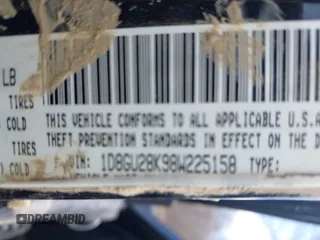 LB
TIRES
COLD THIS VEHICLE CONFORMS TO ALL APPLICABLE U.S.A
THEFT PREVENTION STANDARDS IN EFFECT ON THE D
TIRES
COLD VIN: 1D8GU28K98W225158 TYPE:
DREAMBID